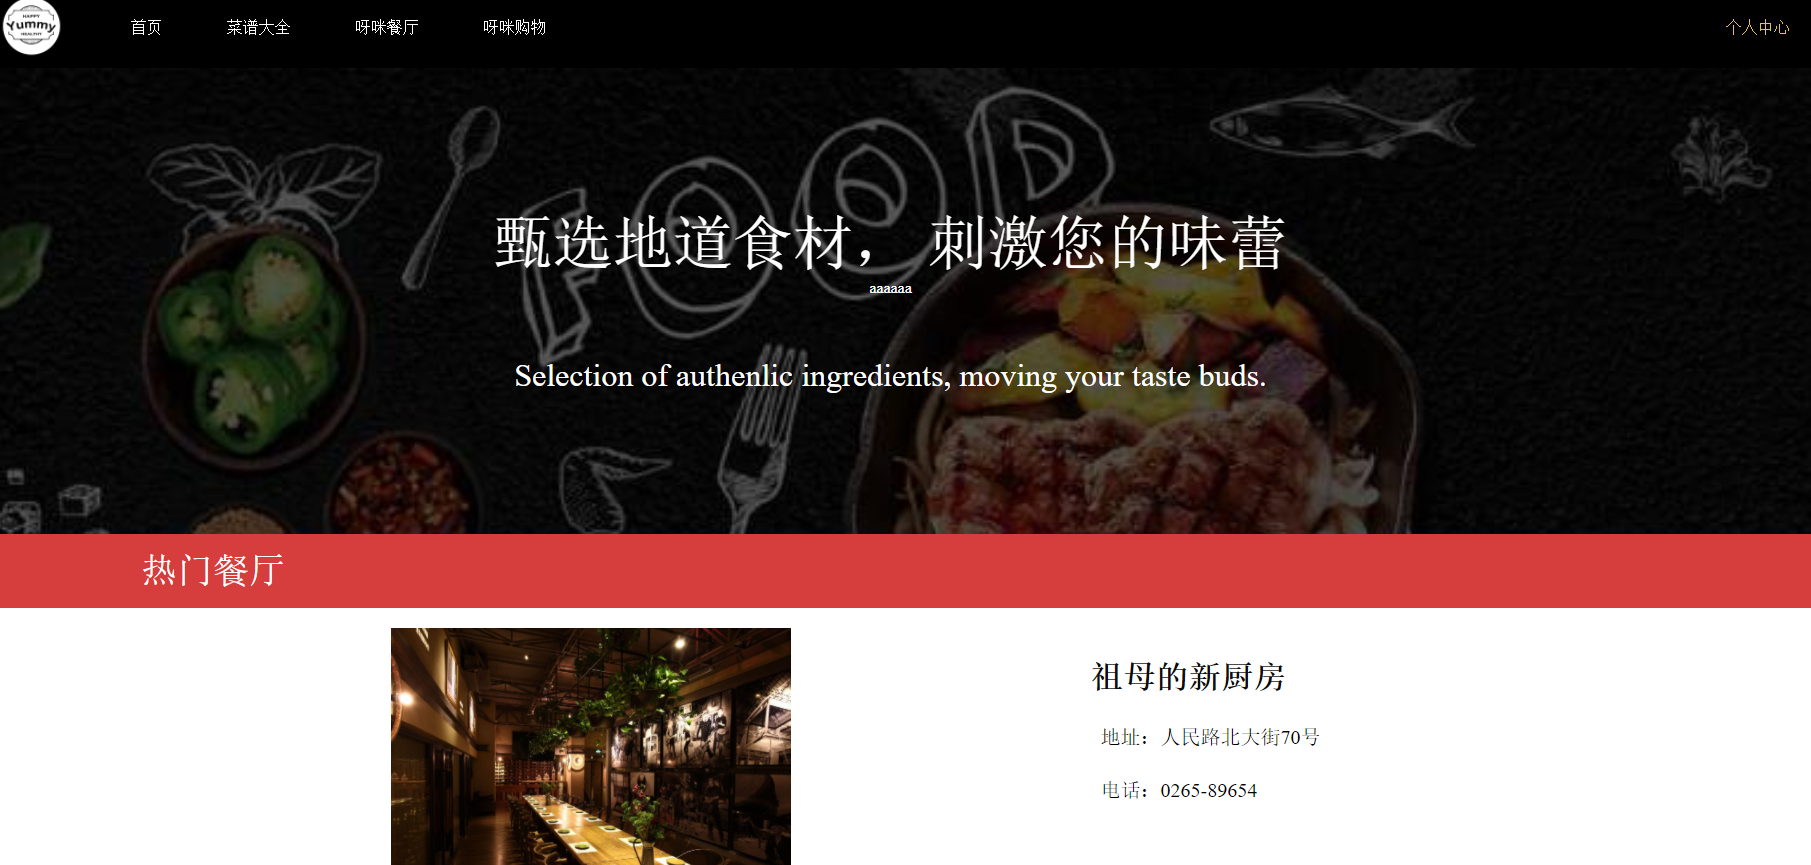 HAPPY
Yummy
HEALTHY
首页 菜谱大全 呀咪餐厅 呀咪购物 个人中心
FOOD
甄选地道食材， 刺激您的味蕾
aaaaaa
Selection of authenlic ingredients, moving your taste buds.
热门餐厅
祖母的新厨房
地址：人民路北大街70号
电话：0265-89654